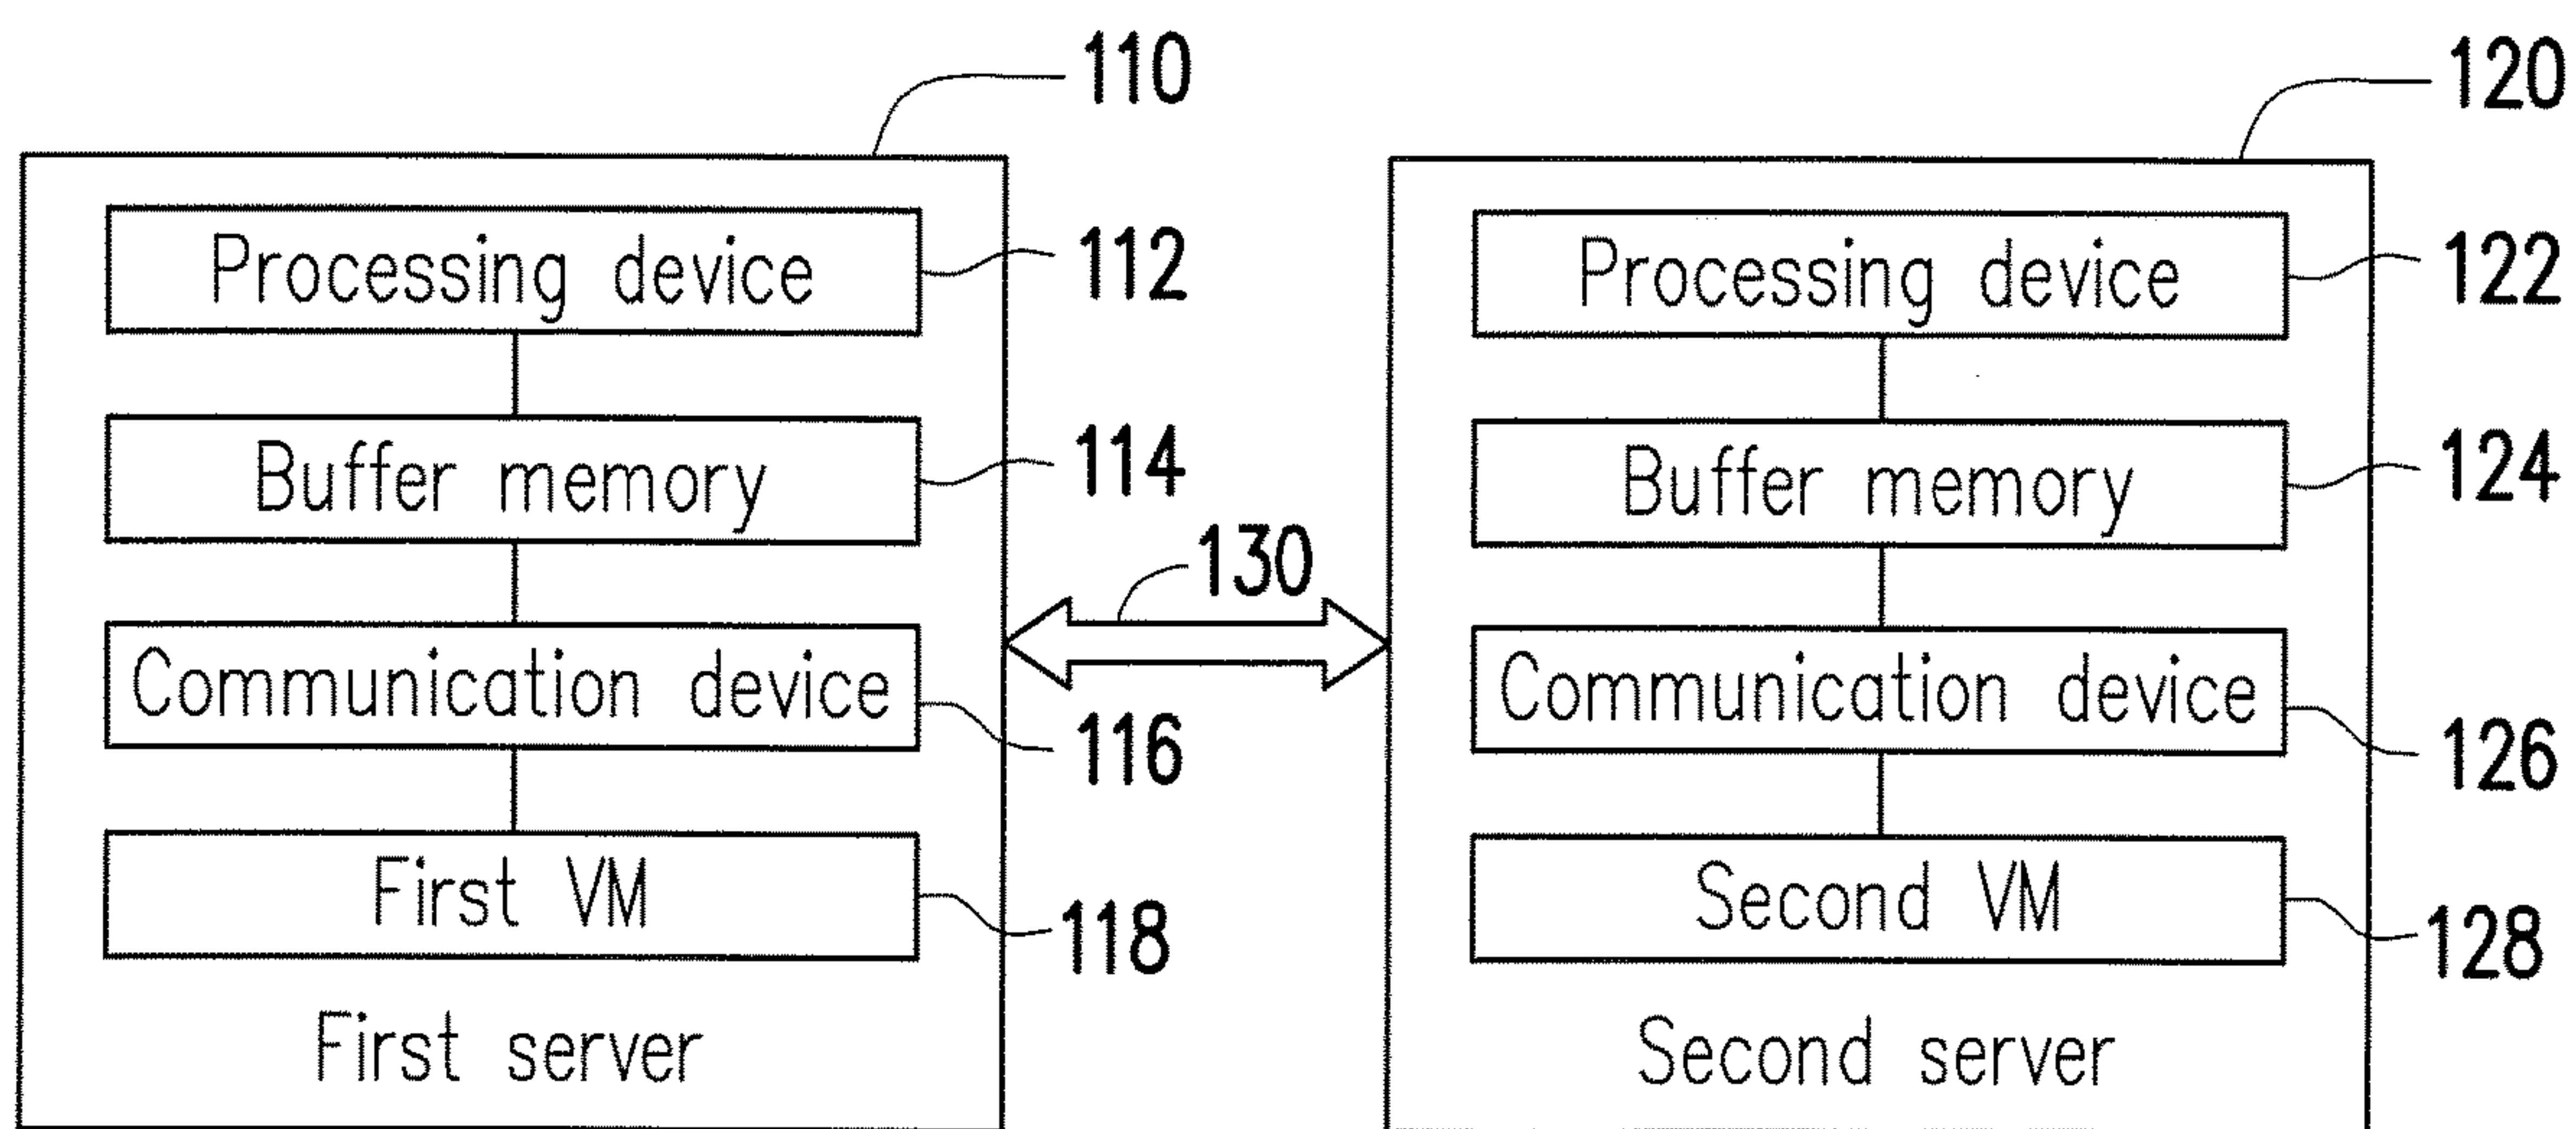 110
120
Processing device
112
Processing device
122
Buffer memory
114
Buffer memory
124
130
Communication device
116
Communication device
126
First VM
118
Second VM
128
First server
Second server